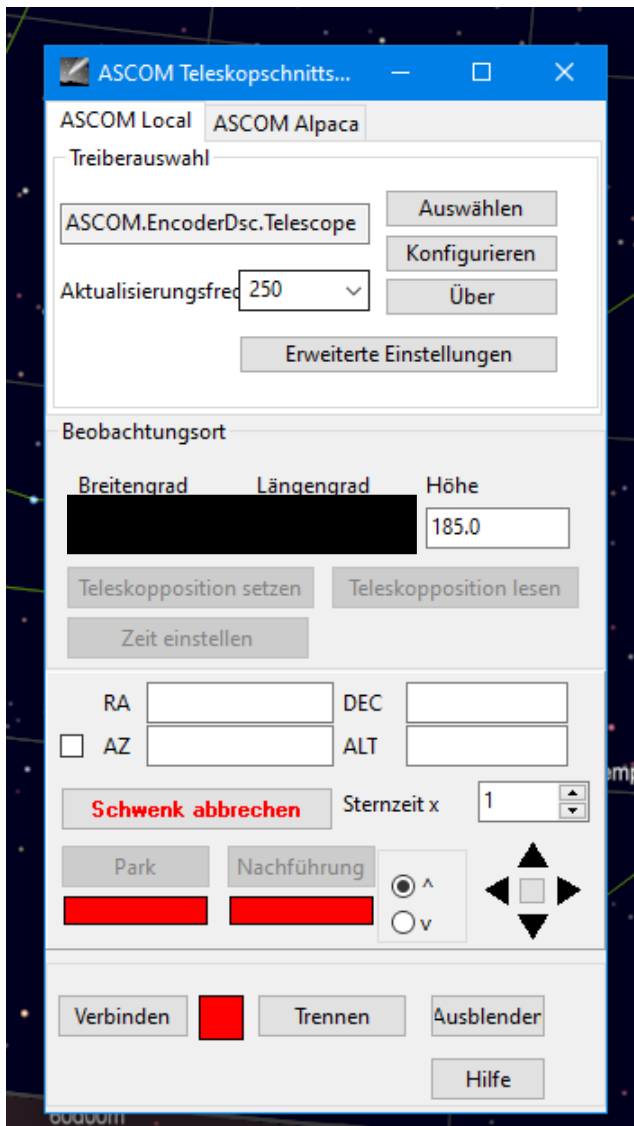 ASCOM Teleskopschnitts...
ASCOM Local ASCOM Alpaca
Treiberauswahl
ASCOM.EncoderDsc.Telescope Auswählen
Konfigurieren
Aktualisierungsfreq 250 Über
Erweiterte Einstellungen
Beobachtungsort
Breitengrad Längengrad Höhe
185.0
Teleskopposition setzen Teleskopposition lesen
Zeit einstellen
RA DEC
AZ ALT
Schwenk abbrechen Sternzeit x 1
Park Nachführung ^
v
Verbinden Trennen Ausblenden
Hilfe